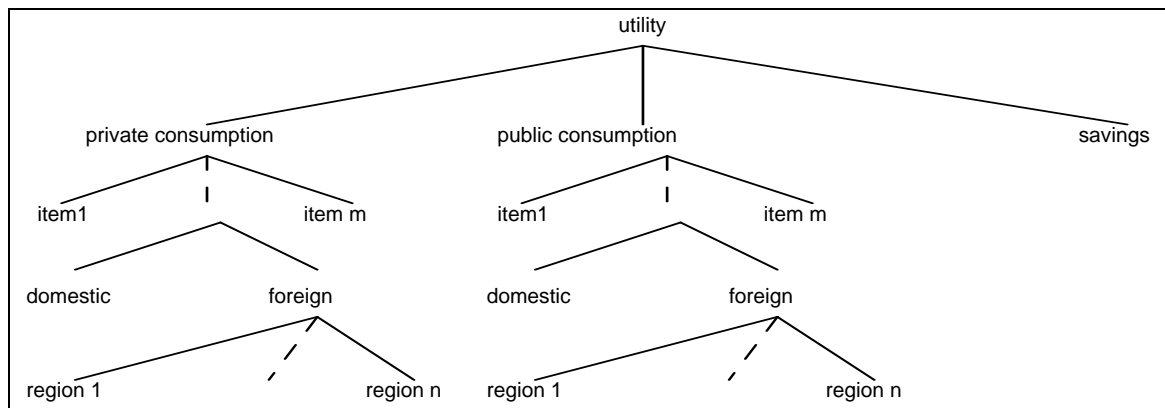 utility
private consumption public consumption savings
item1 item m item1 item m
domestic foreign domestic foreign
region 1 region n region 1 region n